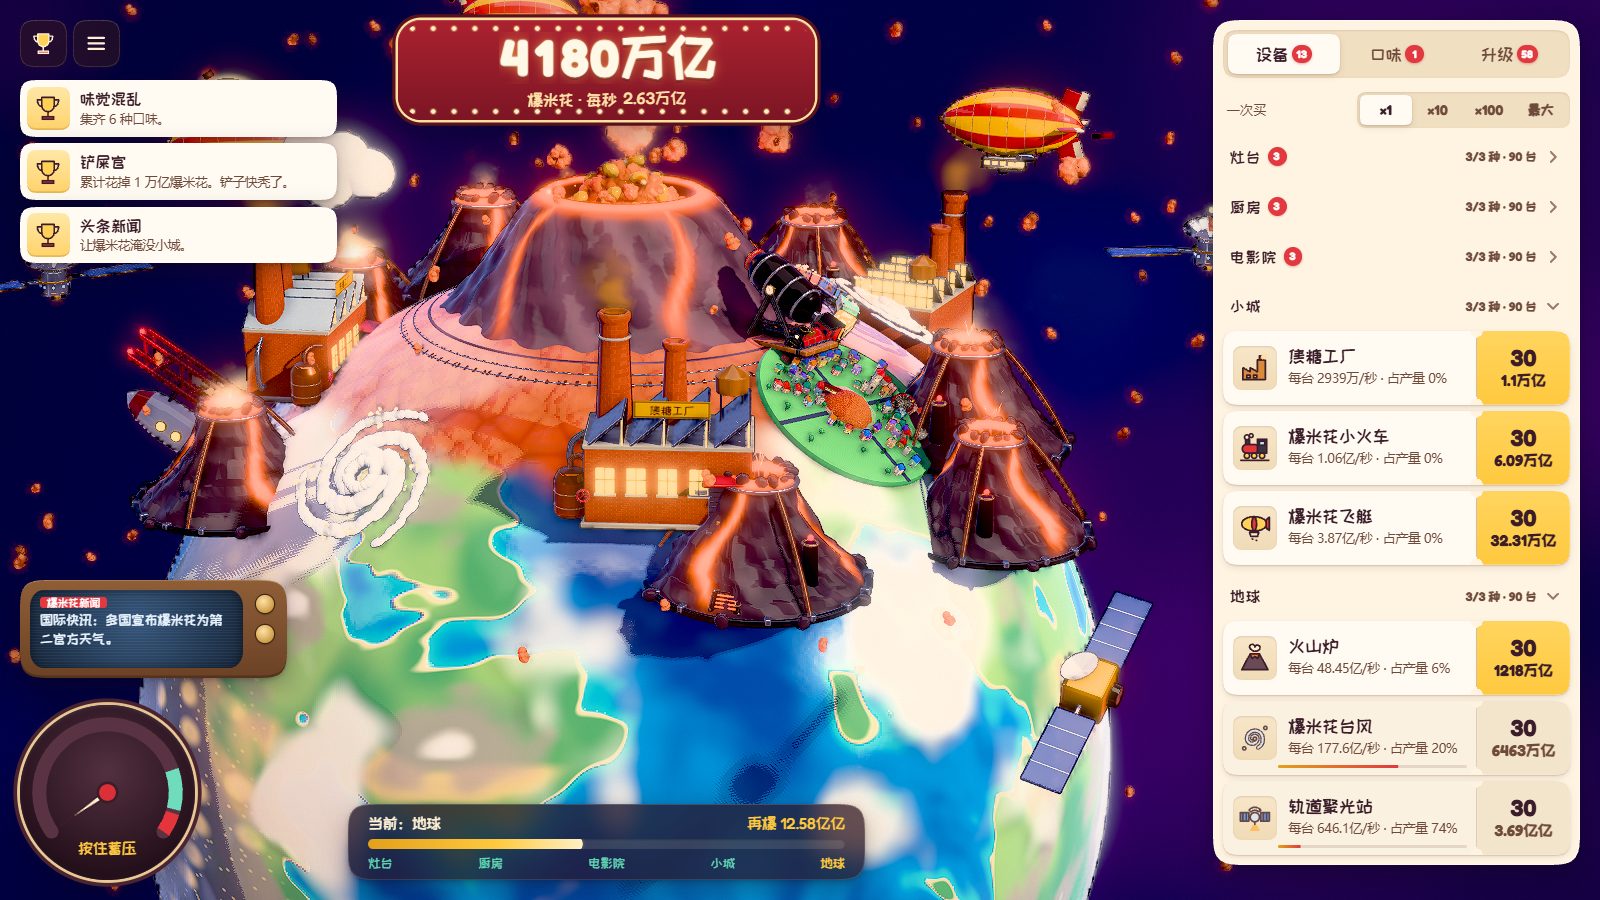 4180万亿
爆米花 · 每秒 2.63万亿
味觉混乱
集齐 6 种口味。
铲屎官
累计花掉 1 万亿爆米花。铲子快秃了。
头条新闻
让爆米花淹没小城。
焦糖工厂
爆米花新闻
国际快讯：多国宣布爆米花为第
二官方天气。
按住蓄压
当前：地球
再爆 12.58亿亿
灶台 厨房 电影院 小城 地球
设备 13 口味 1 升级 58
一次买 x1 x10 x100 最大
灶台 3 3/3 种 · 90 台
厨房 3 3/3 种 · 90 台
电影院 3 3/3 种 · 90 台
小城 3/3 种 · 90 台
焦糖工厂 30
每台 2939万/秒 · 占产量 0% 1.1万亿
爆米花小火车 30
每台 1.06亿/秒 · 占产量 0% 6.09万亿
爆米花飞艇 30
每台 3.87亿/秒 · 占产量 0% 32.31万亿
地球 3/3 种 · 90 台
火山炉 30
每台 48.45亿/秒 · 占产量 6% 1218万亿
爆米花台风 30
每台 177.6亿/秒 · 占产量 20% 6463万亿
轨道聚光站 30
每台 646.1亿/秒 · 占产量 74% 3.69亿亿